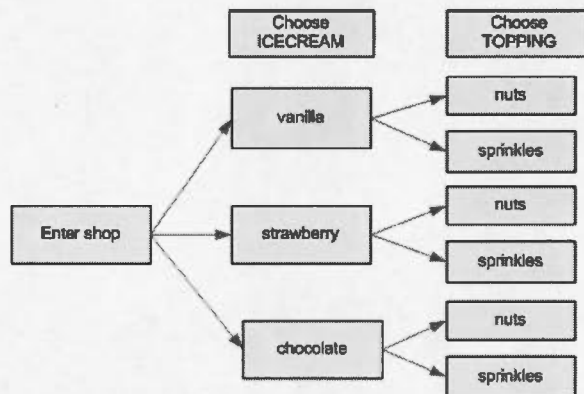 Choose
ICECREAM
Choose
TOPPING
vanilla
nuts
sprinkles
Enter shop
strawberry
nuts
sprinkles
chocolate
nuts
sprinkles